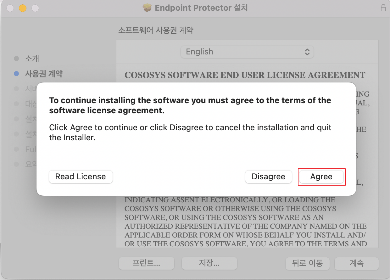 Endpoint Protector 설치
소프트웨어 사용권 계약
English
소개
사용권 계약
COSOSYS SOFTWARE END USER LICENSE AGREEMENT
To continue installing the software you must agree to the terms of the
software license agreement.
Click Agree to continue or click Disagree to cancel the installation and quit
the Installer.
Read License
Disagree
Agree
INDICATING ASSENT ELECTRONICALLY, OR LOADING THE
COSOSYS SOFTWARE OR OTHERWISE USING THE COSOSYS
SOFTWARE, OR USING THE COSOSYS SOFTWARE AS AN
AUTHORIZED REPRESENTATIVE OF THE COMPANY NAMED ON THE
APPLICABLE ORDER FORM ON WHOSE BEHALF YOU INSTALL AND/
OR USE THE COSOSYS SOFTWARE, YOU AGREE TO THE TERMS AND
프린트...
저장...
뒤로 이동
계속